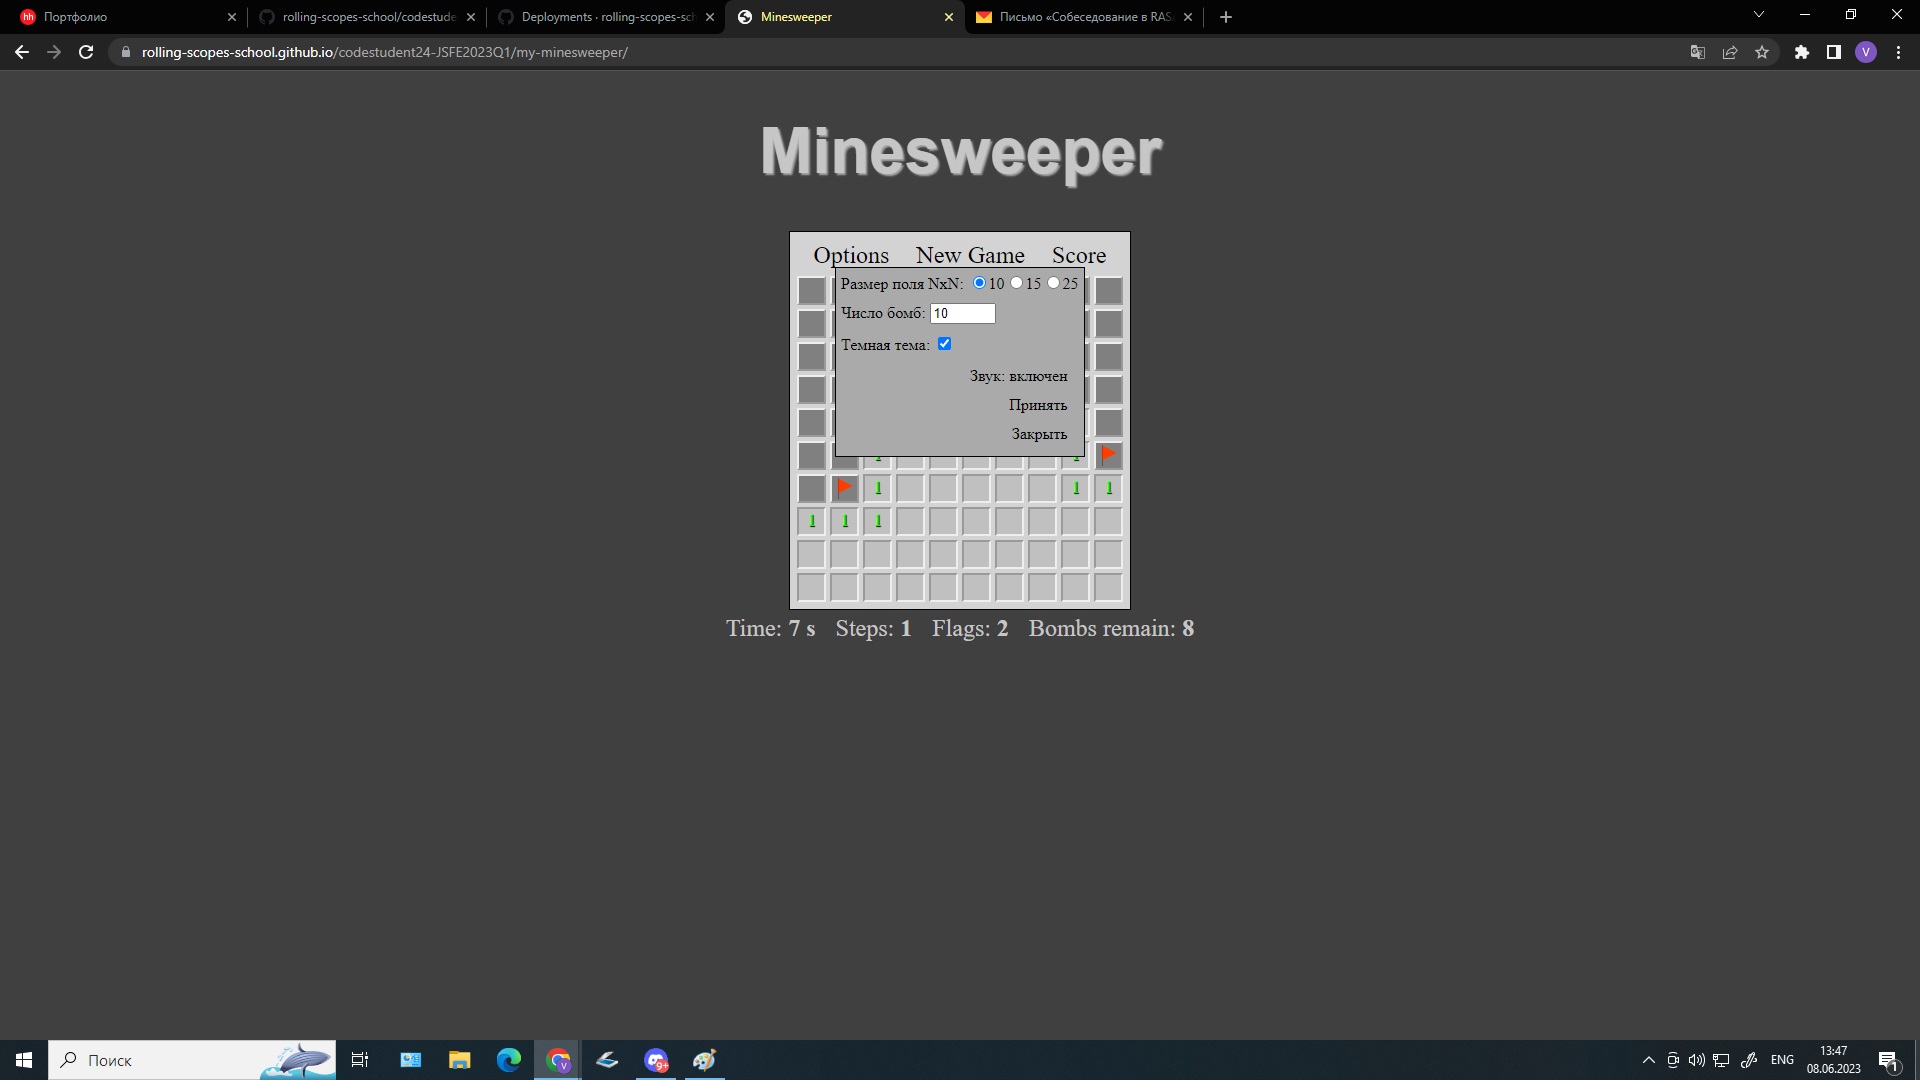 Портфолио
rolling-scopes-school/codestude
Deployments · rolling-scopes-sch
Minesweeper
Письмо «Собеседование в RAS
rolling-scopes-school.github.io/codestudent24-JSFE2023Q1/my-minesweeper/
V
Minesweeper
Options New Game Score
Размер поля NxN: 10 15 25
Число бомб: 10
Темная тема:
Звук: включен
Принять
Закрыть
1 1
1 1 1
1 1 1
Time: 7 s Steps: 1 Flags: 2 Bombs remain: 8
Поиск
9+
ENG
13:47
08.06.2023
1